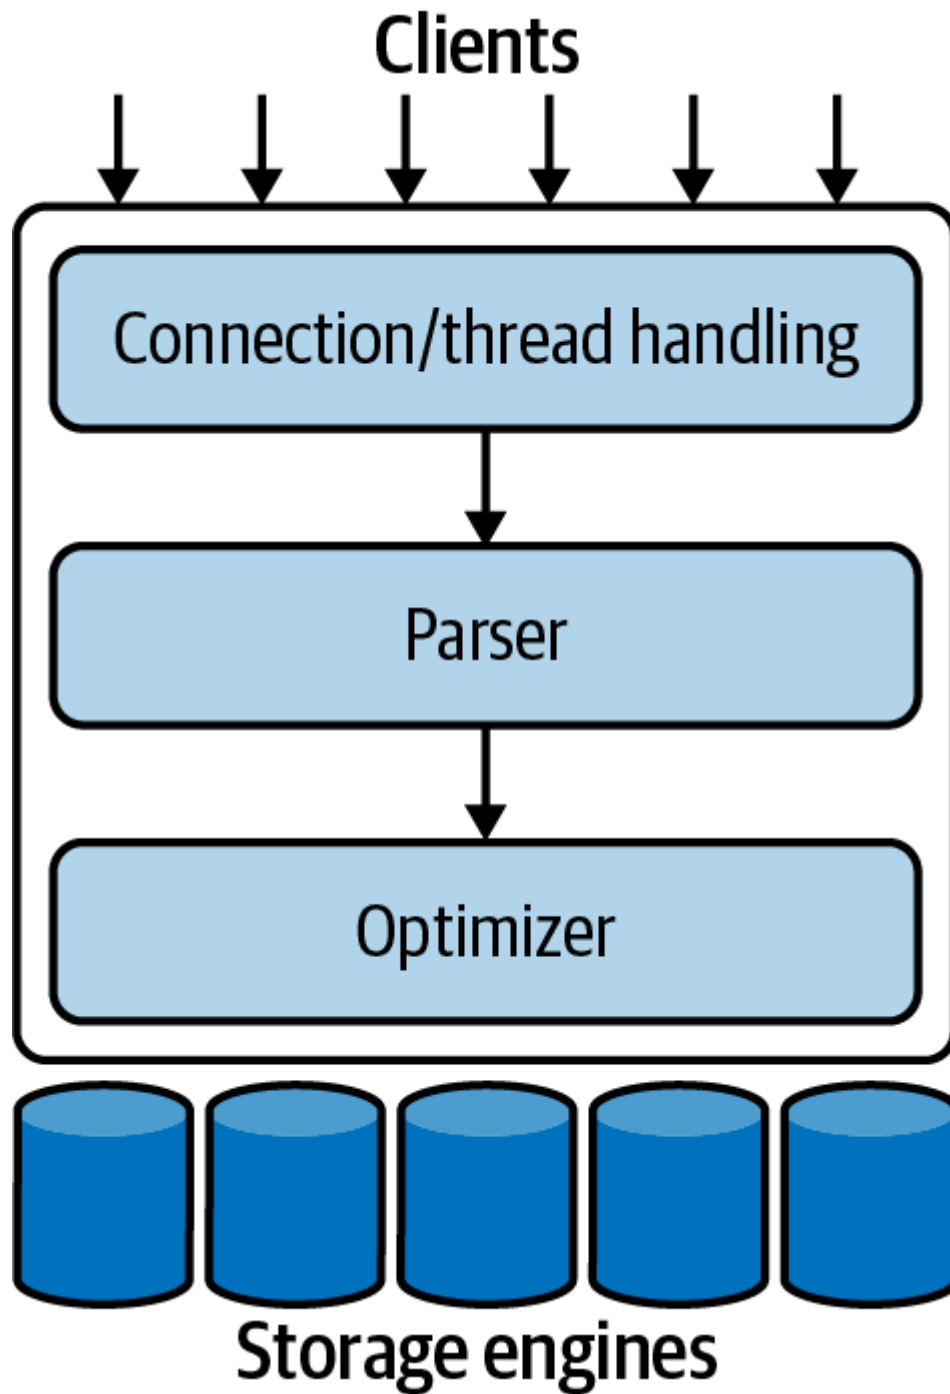 Clients
Connection/thread handling
Parser
Optimizer
Storage engines